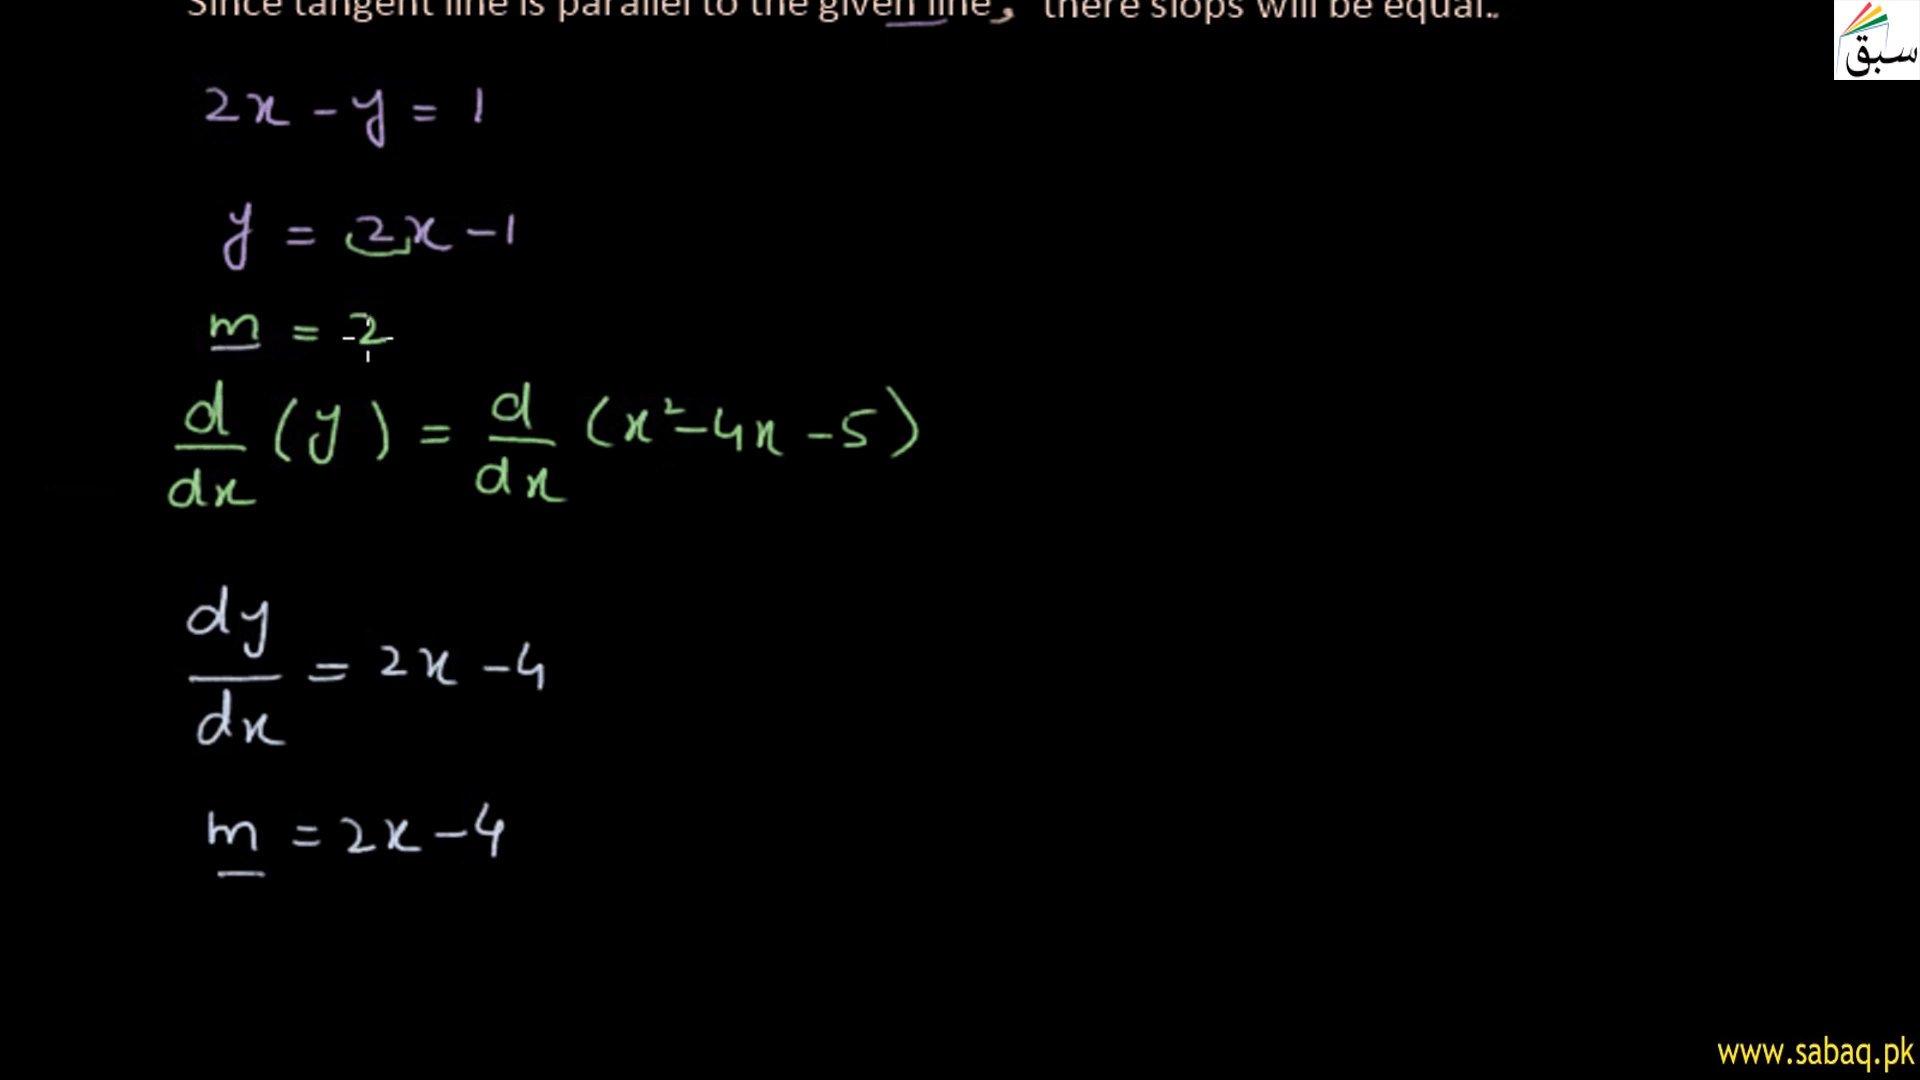 Since tangent line is parallel to the given line, there slops will be equal..
سبق
2x - y = 1
y = 2x - 1
m = 2
d/dx (y) = d/dx (x² - 4x - 5)
dy/dx = 2x - 4
m = 2x - 4
www.sabaq.pk